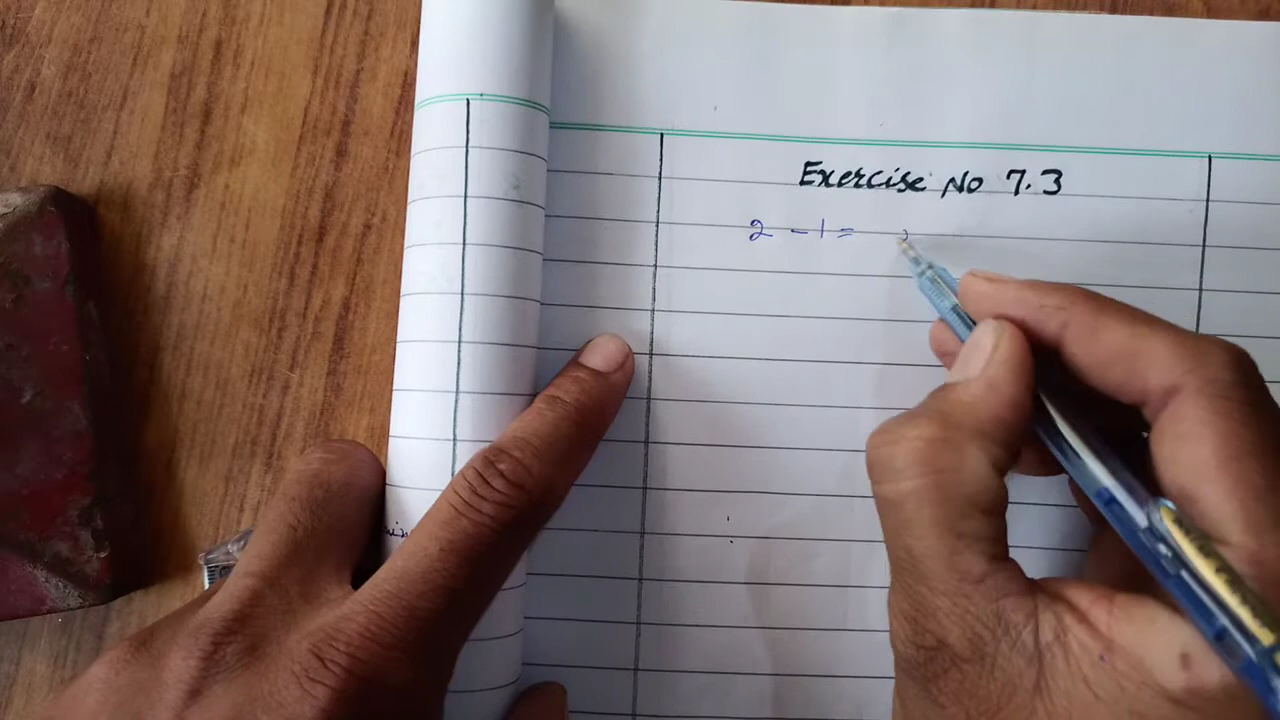 Exercise No 7.3
2 - 1 =